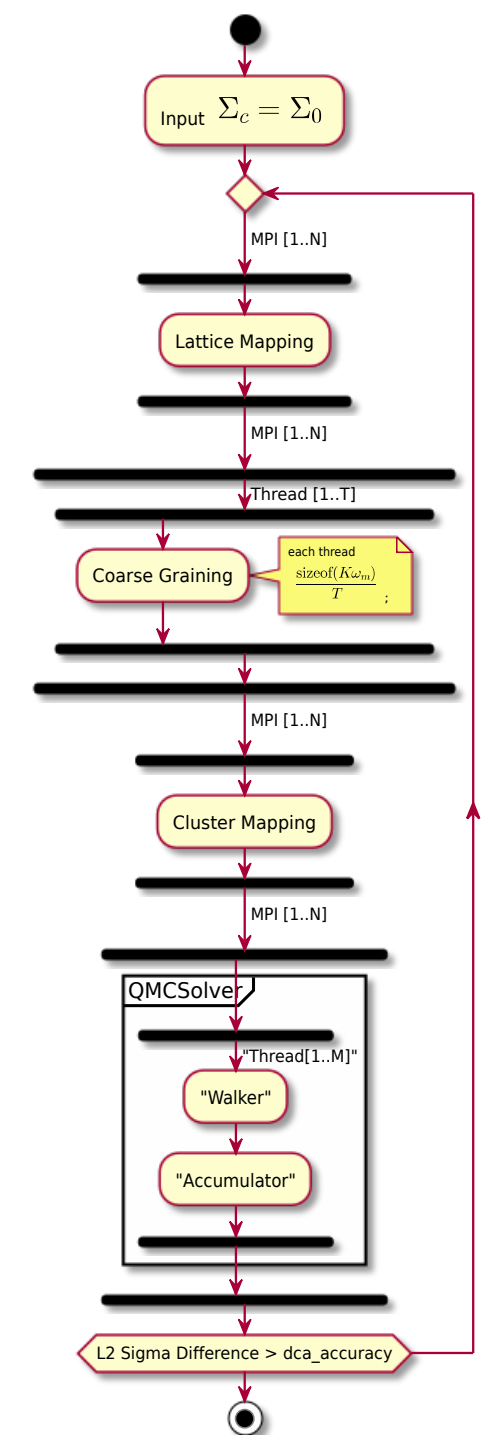 Input Σ_c = Σ_0
MPI [1..N]
Lattice Mapping
MPI [1..N]
Thread [1..T]
each thread
Coarse Graining
sizeof(Kω_m)
T ;
MPI [1..N]
Cluster Mapping
MPI [1..N]
QMCSolver
"Thread[1..M]"
"Walker"
"Accumulator"
L2 Sigma Difference > dca_accuracy